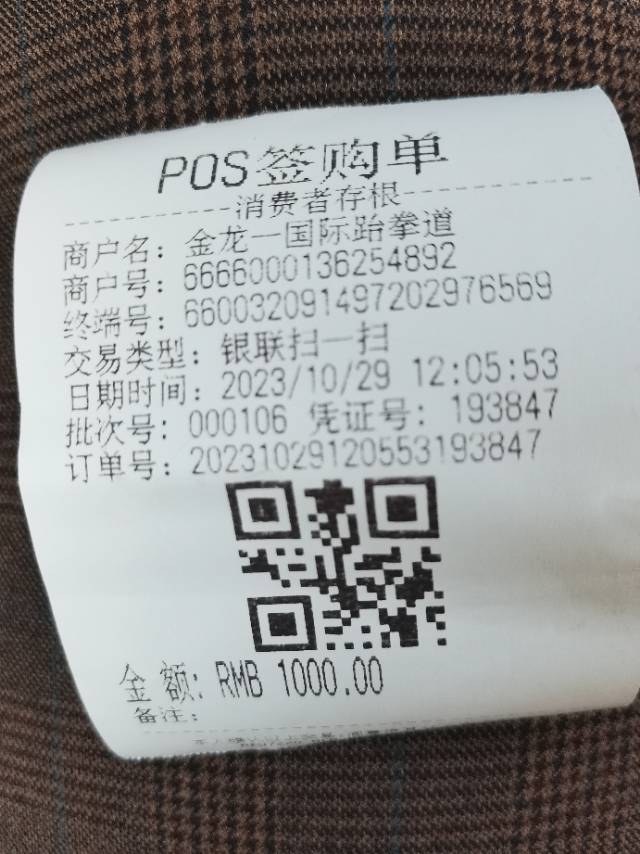 POS签购单
消费者存根
商户名: 金龙一国际跆拳道
商户号: 6666000136254892
终端号: 66003209149720297 6569
交易类型: 银联扫一扫
日期时间: 2023/10/29 12:05:53
批次号: 000106 凭证号: 193847
订单号: 20231029120553193847
金额: RMB 1000.00
备注: